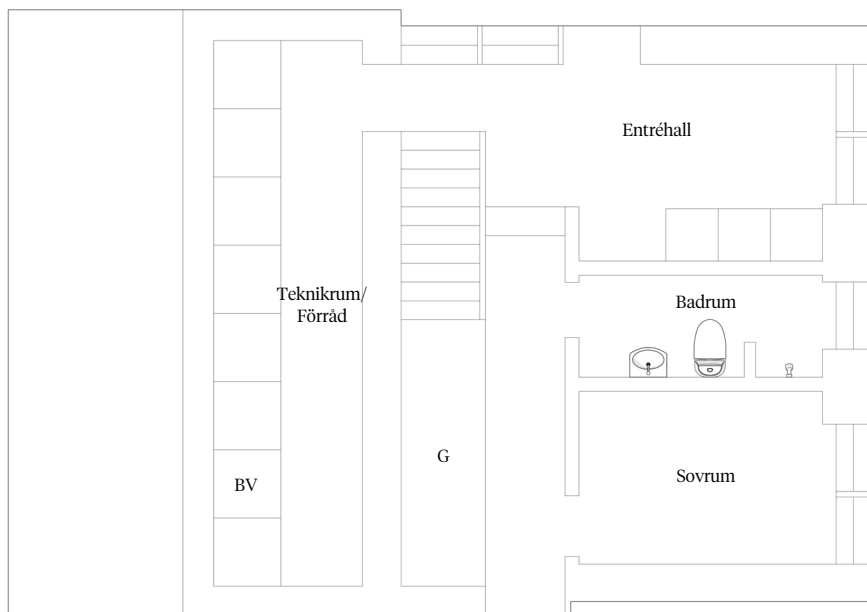 Entréhall
Teknikrum/
Förråd
Badrum
G
BV
Sovrum